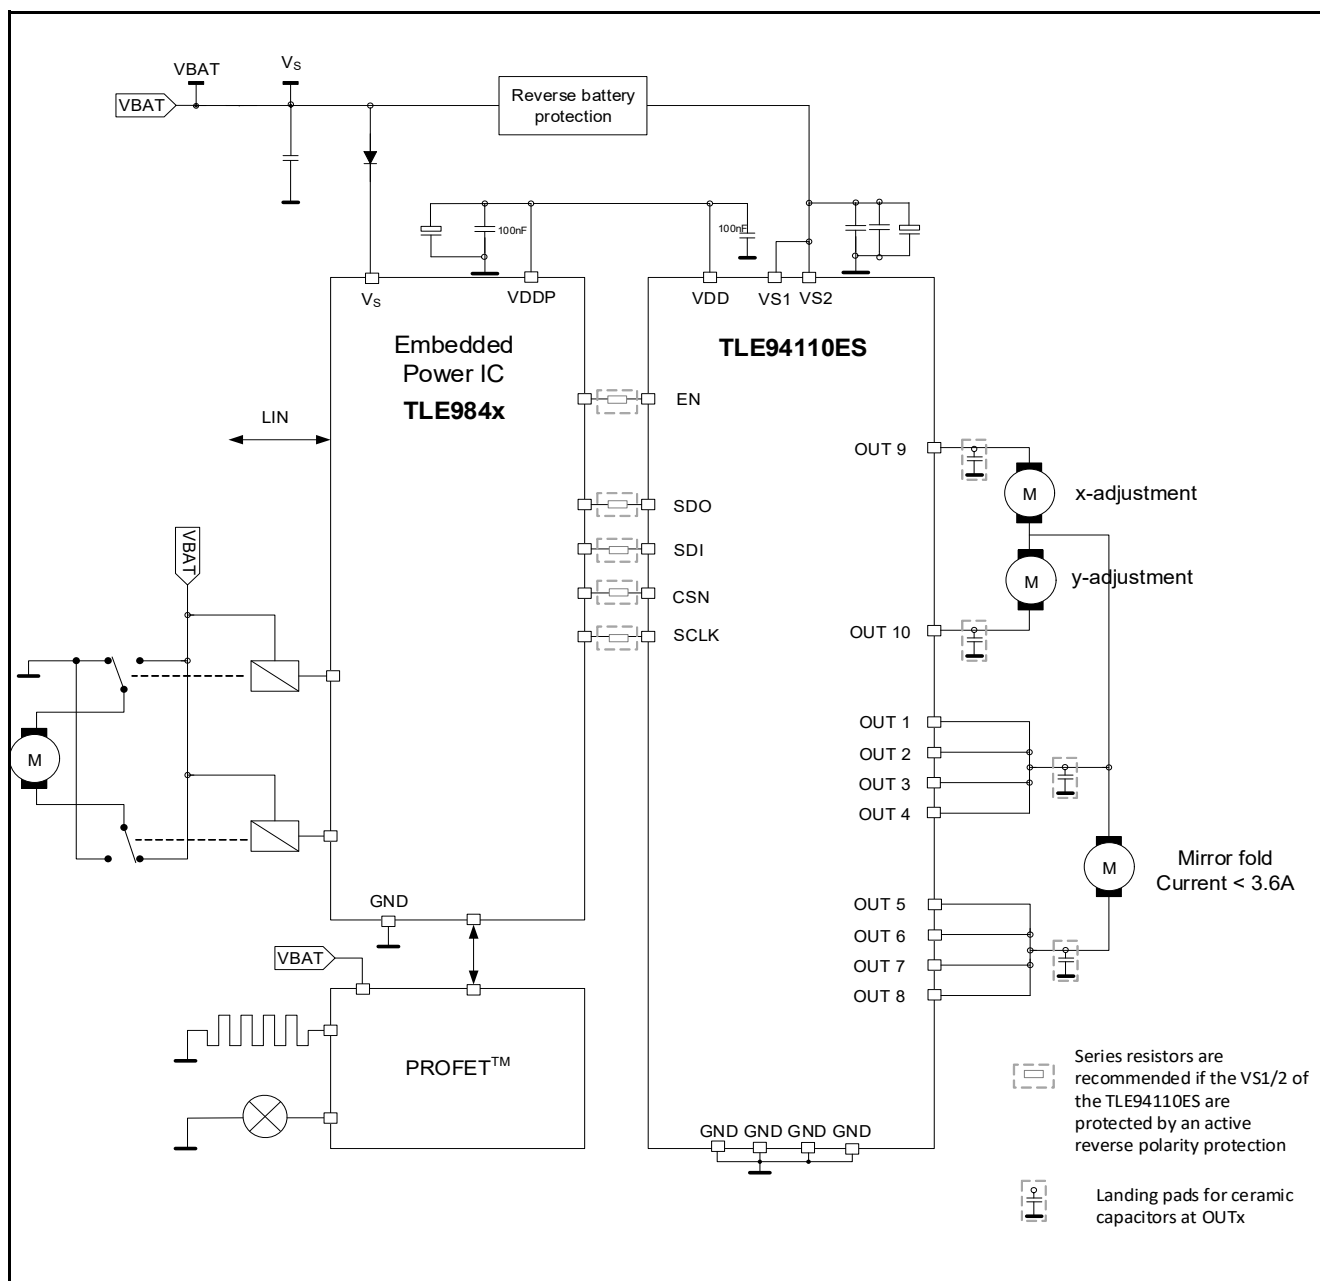 VBAT
VS
VBAT
Reverse battery
protection
100nF
100nF
VS
VDDP
VDD
VS1
VS2
Embedded
Power IC
TLE984x
TLE94110ES
LIN
EN
SDO
SDI
CSN
SCLK
OUT 9
M
x-adjustment
M
y-adjustment
OUT 10
VBAT
M
OUT 1
OUT 2
OUT 3
OUT 4
M
Mirror fold
Current < 3.6A
OUT 5
OUT 6
OUT 7
OUT 8
GND
VBAT
PROFETTM
GND GND GND GND
Series resistors are
recommended if the VS1/2 of
the TLE94110ES are
protected by an active
reverse polarity protection
Landing pads for ceramic
capacitors at OUTx